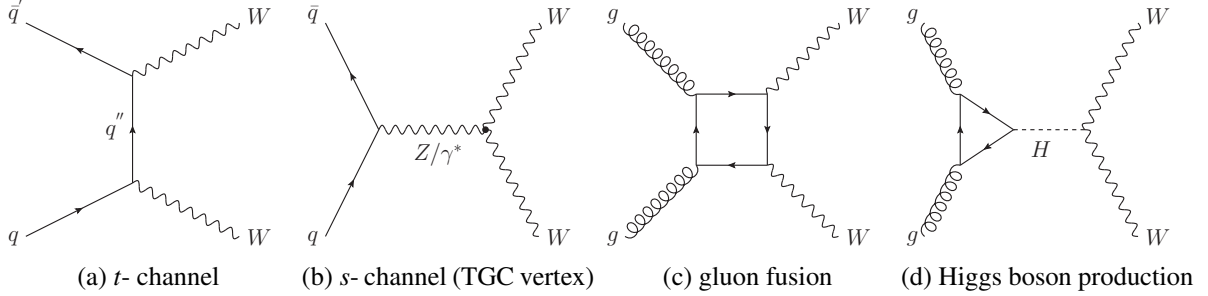 q̄′ W q̄ W g W g W
q″ Z/γ* H
q W q W g W g W
(a) t- channel (b) s- channel (TGC vertex) (c) gluon fusion (d) Higgs boson production